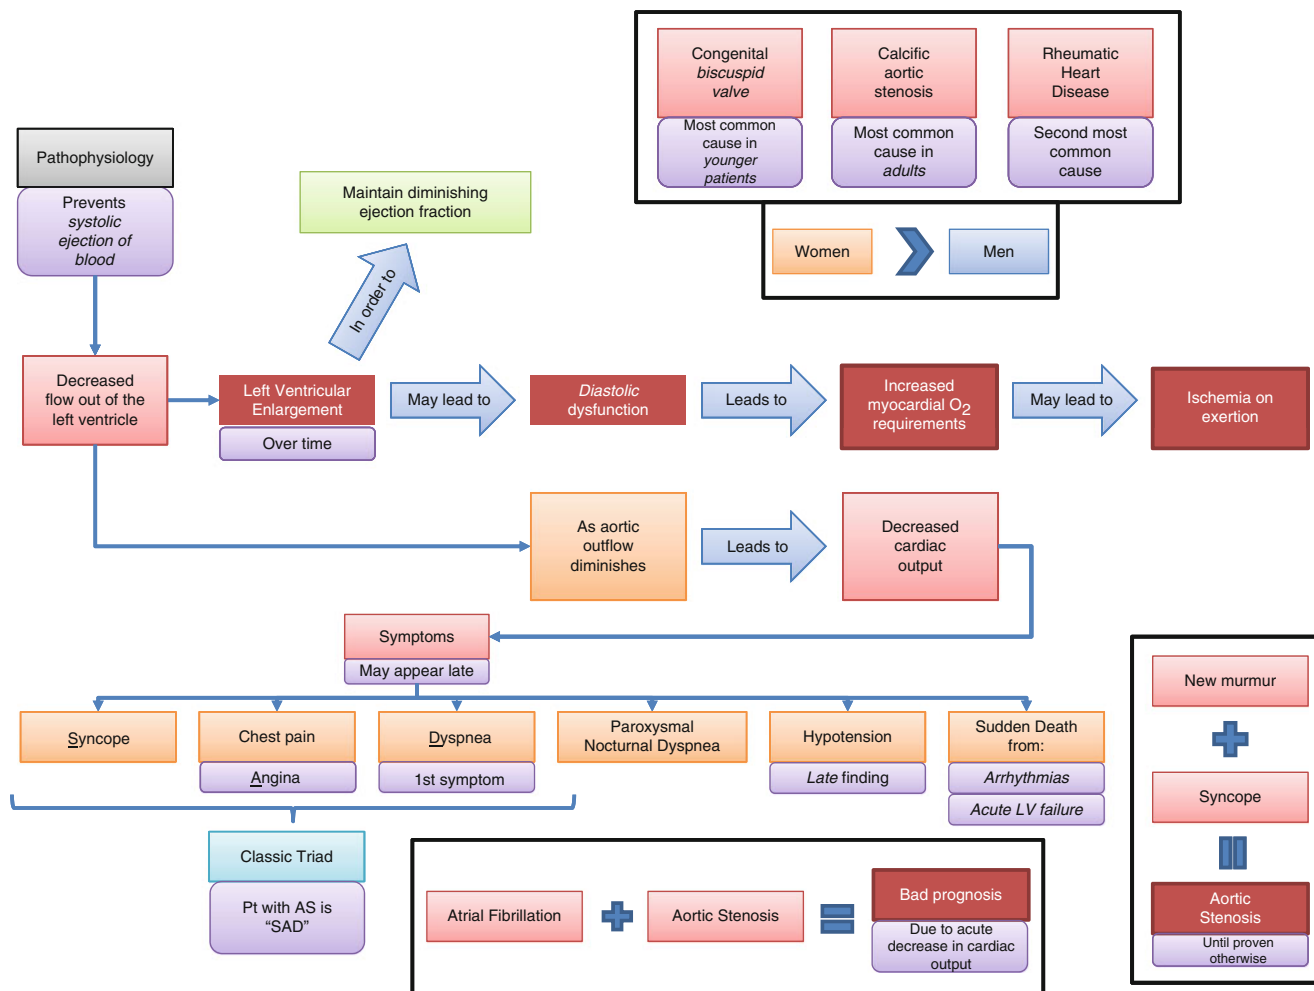 Congenital
biscuspid
valve
Most common
cause in
younger
patients
Calcific
aortic
stenosis
Most common
cause in
adults
Rheumatic
Heart
Disease
Second most
common
cause
Women
Men
Pathophysiology
Prevents
systolic
ejection of
blood
Maintain diminishing
ejection fraction
In order to
Decreased
flow out of the
left ventricle
Left Ventricular
Enlargement
Over time
May lead to
Diastolic
dysfunction
Leads to
Increased
myocardial O2
requirements
May lead to
Ischemia on
exertion
As aortic
outflow
diminishes
Leads to
Decreased
cardiac
output
Symptoms
May appear late
Syncope
Chest pain
Angina
Dyspnea
1st symptom
Paroxysmal
Nocturnal Dyspnea
Hypotension
Late finding
Sudden Death
from:
Arrhythmias
Acute LV failure
Classic Triad
Pt with AS is
“SAD”
Atrial Fibrillation
Aortic Stenosis
Bad prognosis
Due to acute
decrease in cardiac
output
New murmur
Syncope
Aortic
Stenosis
Until proven
otherwise